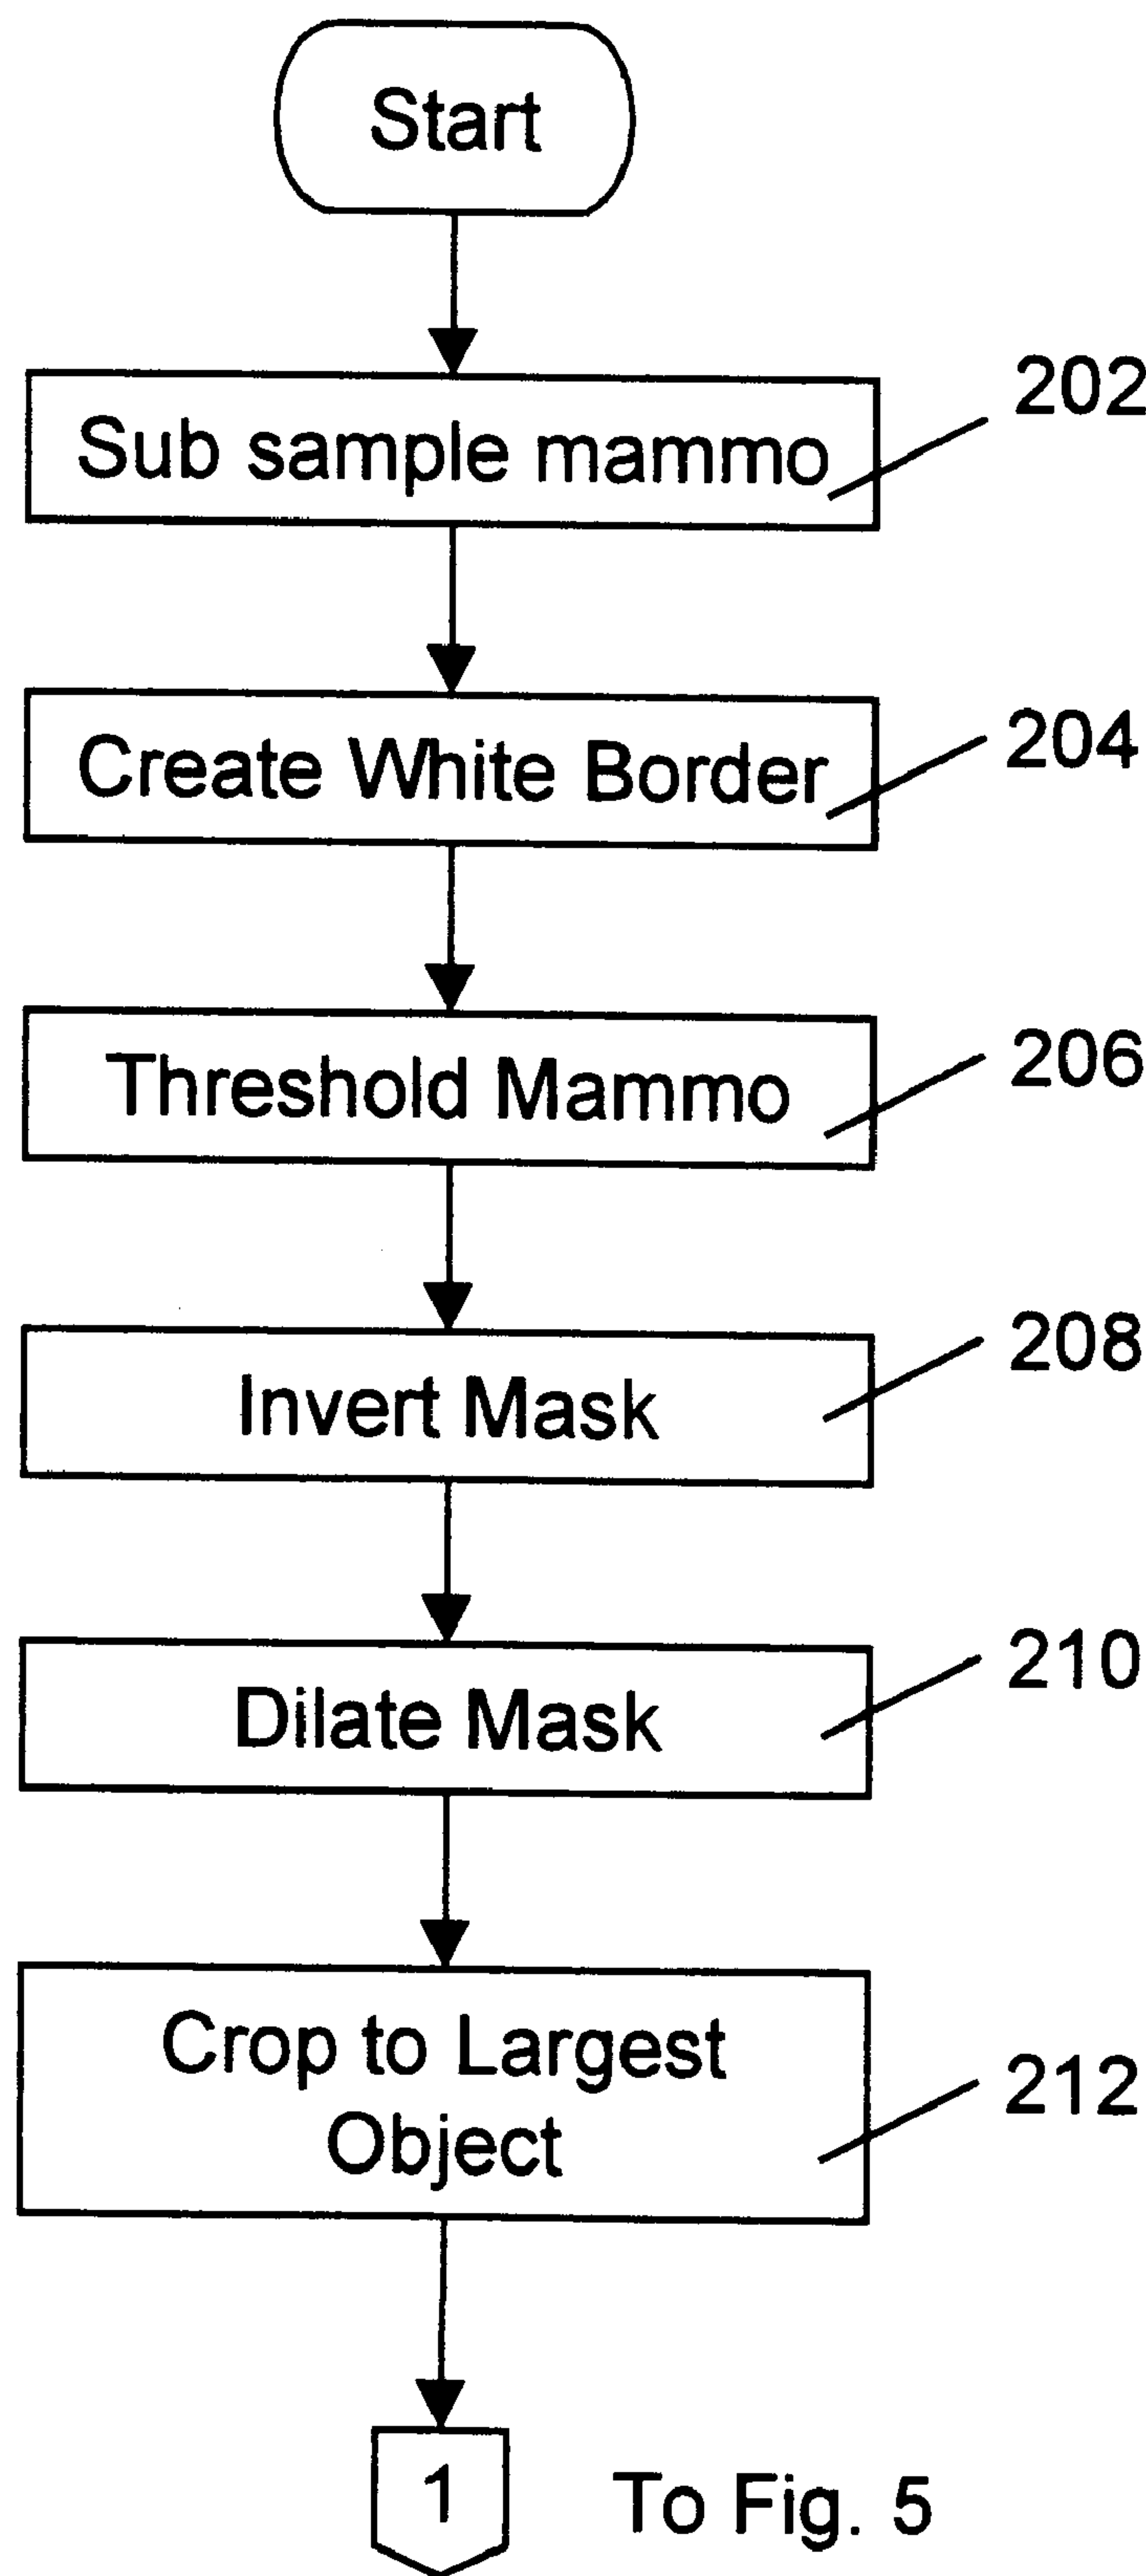 Start
202
Sub sample mammo
204
Create White Border
206
Threshold Mammo
208
Invert Mask
210
Dilate Mask
Crop to Largest
212
Object
1
To Fig. 5